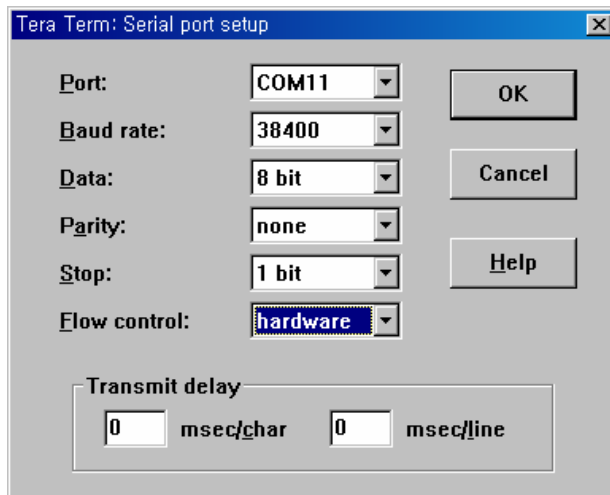 Tera Term: Serial port setup
Port: COM11
OK
Baud rate: 38400
Data: 8 bit
Cancel
Parity: none
Stop: 1 bit
Help
Flow control: hardware
Transmit delay
0 msec/char 0 msec/line